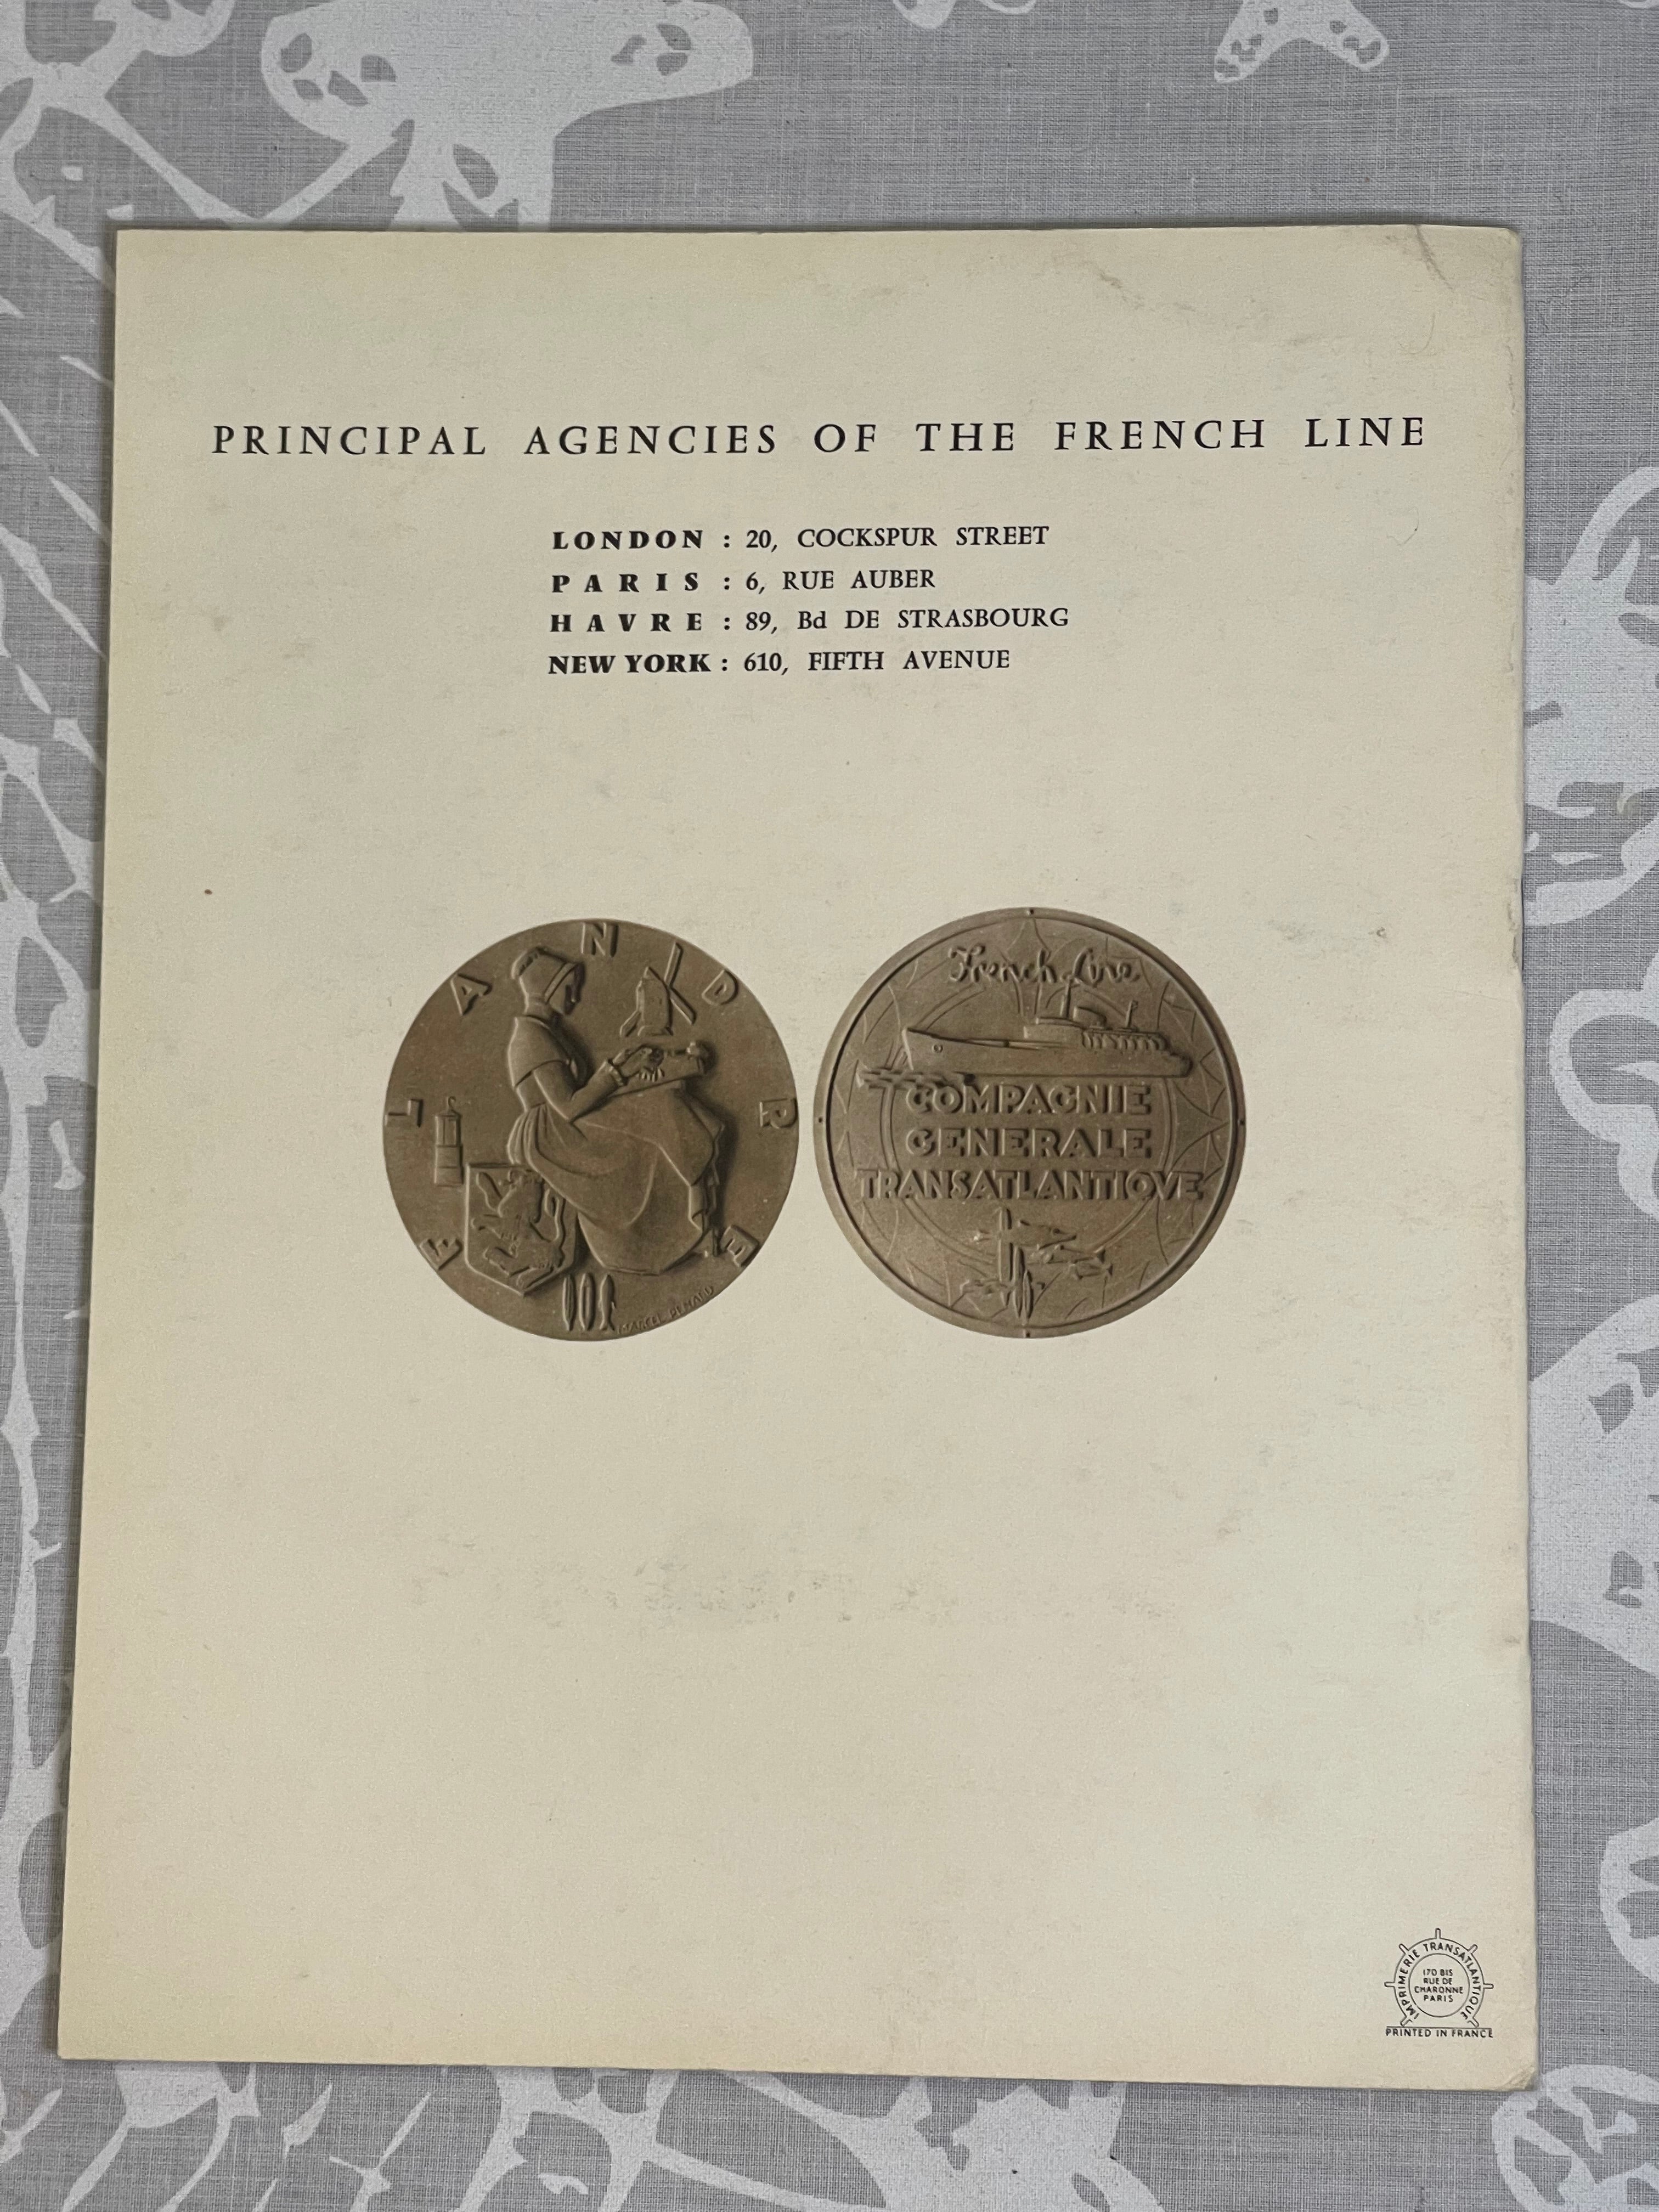 PRINCIPAL AGENCIES OF THE FRENCH LINE
LONDON : 20, COCKSPUR STREET
PARIS : 6, RUE AUBER
HAVRE : 89, Bd DE STRASBOURG
NEW YORK : 610, FIFTH AVENUE
FLANDRE
MARCEL RENARD
French Line
COMPAGNIE
GENERALE
TRANSATLANTIQVE
IMPRIMERIE TRANSATLANTIQUE
170 BIS
RUE DE
CHARONNE
PARIS
PRINTED IN FRANCE